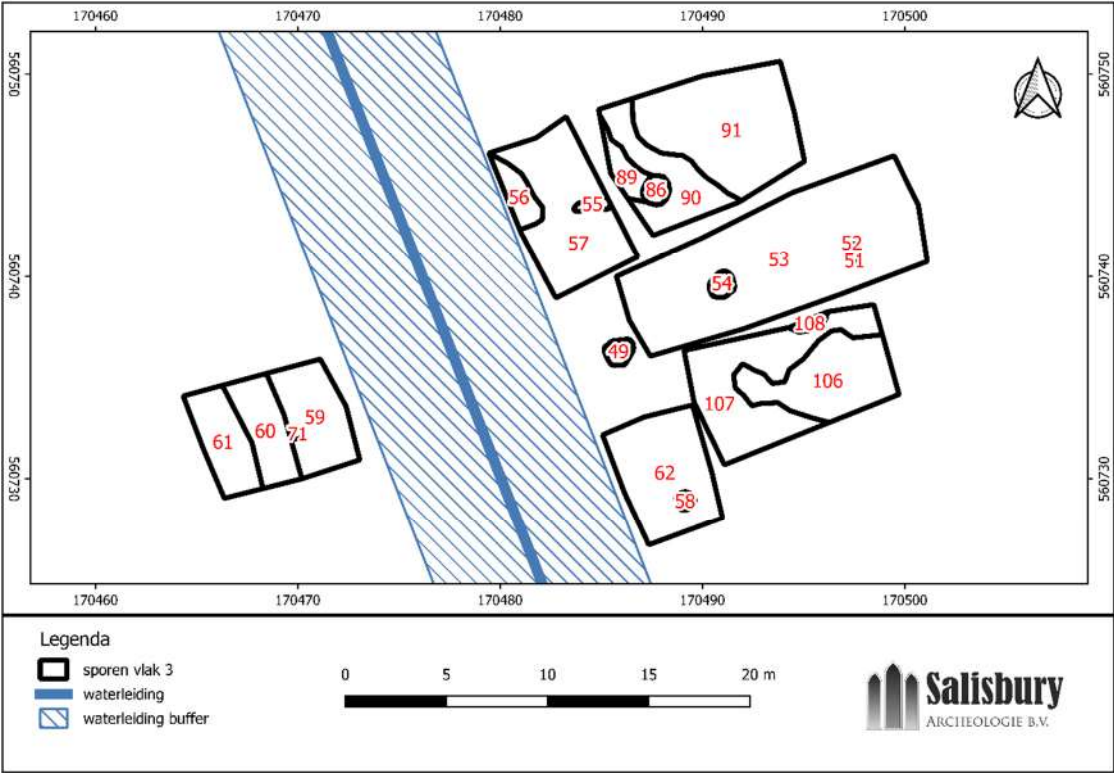 170460 170470 170480 170490 170500
560750 560750
91
89 86
56 55 90
57
52
53 51
560740 560740
54
49 108
106
107
59
60 71
61
62
560730 560730
58
170460 170470 170480 170490 170500
Legenda
sporen vlak 3
waterleiding
waterleiding buffer
0 5 10 15 20 m
Salisbury
ARCHEOLOGIE B.V.